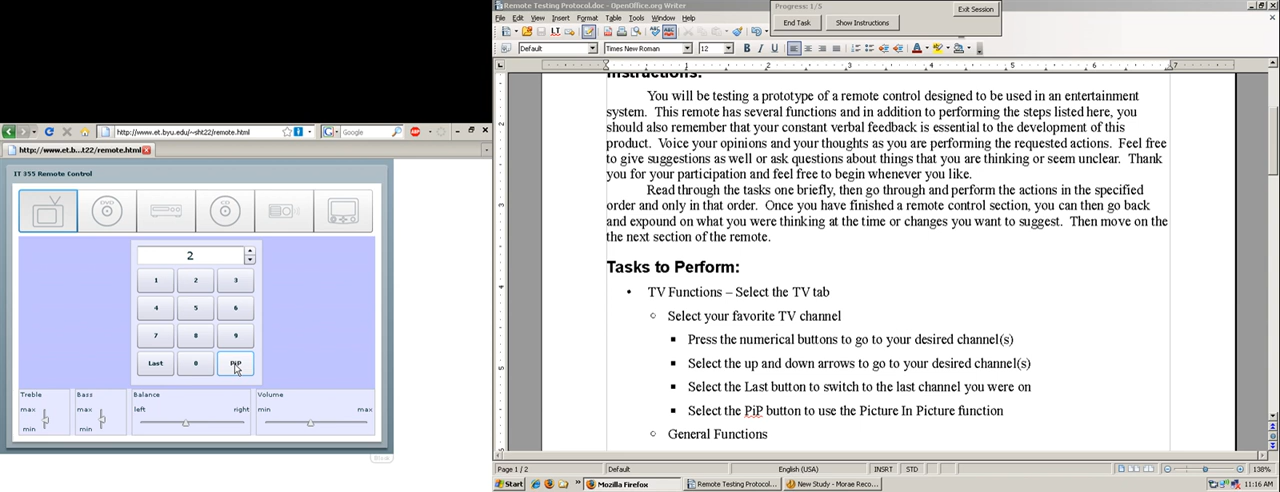 Remote Testing Protocol.doc - OpenOffice.org Writer
Progress: 1/5
Exit Session
End Task
Show Instructions
File Edit View Insert Format Table Tools Window Help
Default
Times New Roman
12
B I U
1 2 3 4 5 6 7
Instructions:
You will be testing a prototype of a remote control designed to be used in an entertainment
system. This remote has several functions and in addition to performing the steps listed here, you
should also remember that your constant verbal feedback is essential to the development of this
product. Voice your opinions and your thoughts as you are performing the requested actions. Feel free
to give suggestions as well or ask questions about things that you are thinking or seem unclear. Thank
you for your participation and feel free to begin whenever you like.
Read through the tasks one briefly, then go through and perform the actions in the specified
order and only in that order. Once you have finished a remote control section, you can then go back
and expound on what you were thinking at the time or changes you want to suggest. Then move on the
the next section of the remote.
Tasks to Perform:
• TV Functions – Select the TV tab
○ Select your favorite TV channel
▪ Press the numerical buttons to go to your desired channel(s)
▪ Select the up and down arrows to go to your desired channel(s)
▪ Select the Last button to switch to the last channel you were on
▪ Select the PiP button to use the Picture In Picture function
○ General Functions
Page 1 / 2
Default
English (USA)
INSRT
STD
138%
Start
Mozilla Firefox
Remote Testing Protocol...
New Study - Morae Reco...
11:16 AM
http://www.et.byu.edu/~sht22/remote.html
Google
ABP
http://www.et.b...t22/remote.html
IT 355 Remote Control
DVD
CD
2
1 2 3
4 5 6
7 8 9
Last 0 PiP
Treble
max
min
Bass
max
min
Balance
left right
Volume
min max